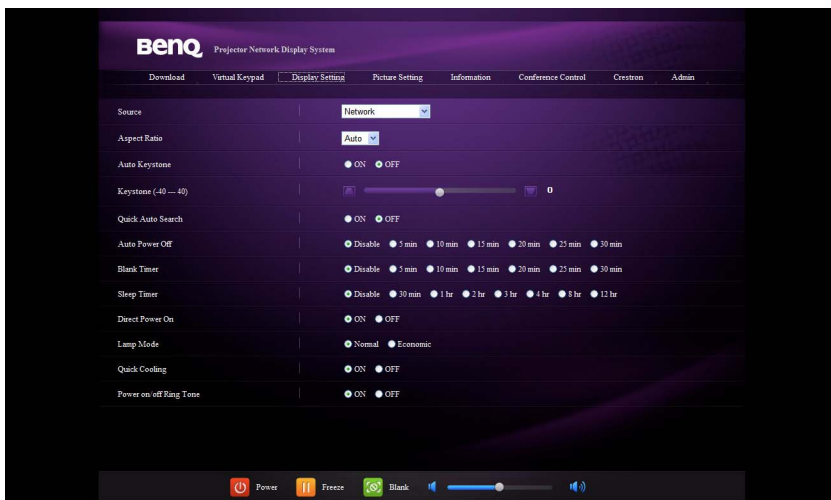 BenQ Projector Network Display System
Download Virtual Keypad Display Setting Picture Setting Information Conference Control Crestron Admin
Source Network
Aspect Ratio Auto
Auto Keystone ON OFF
Keystone (-40 — 40) 0
Quick Auto Search ON OFF
Auto Power Off Disable 5 min 10 min 15 min 20 min 25 min 30 min
Blank Timer Disable 5 min 10 min 15 min 20 min 25 min 30 min
Sleep Timer Disable 30 min 1 hr 2 hr 3 hr 4 hr 8 hr 12 hr
Direct Power On ON OFF
Lamp Mode Normal Economic
Quick Cooling ON OFF
Power on/off Ring Tone ON OFF
Power Freeze Blank